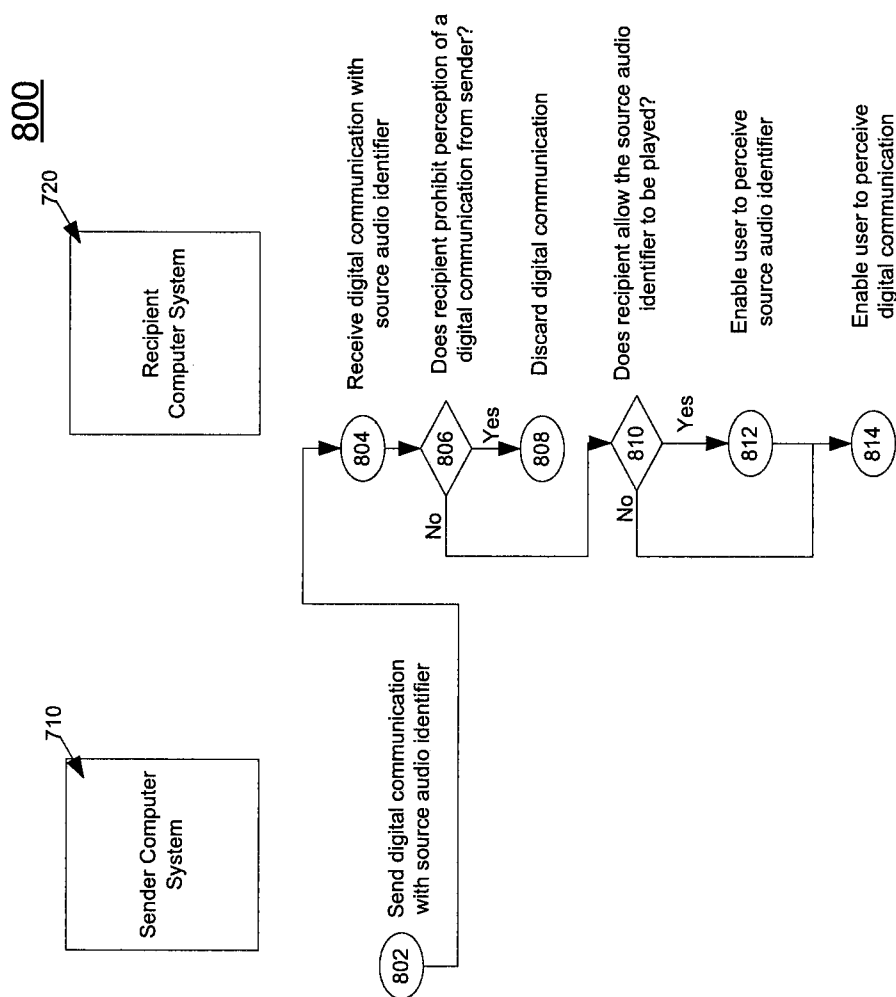 800
710
720
Sender Computer
System
Recipient
Computer System
802
Send digital communication
with source audio identifier
804
Receive digital communication with
source audio identifier
806
Does recipient prohibit perception of a
digital communication from sender?
No
Yes
808
Discard digital communication
810
Does recipient allow the source audio
identifier to be played?
No
Yes
812
Enable user to perceive
source audio identifier
814
Enable user to perceive
digital communication